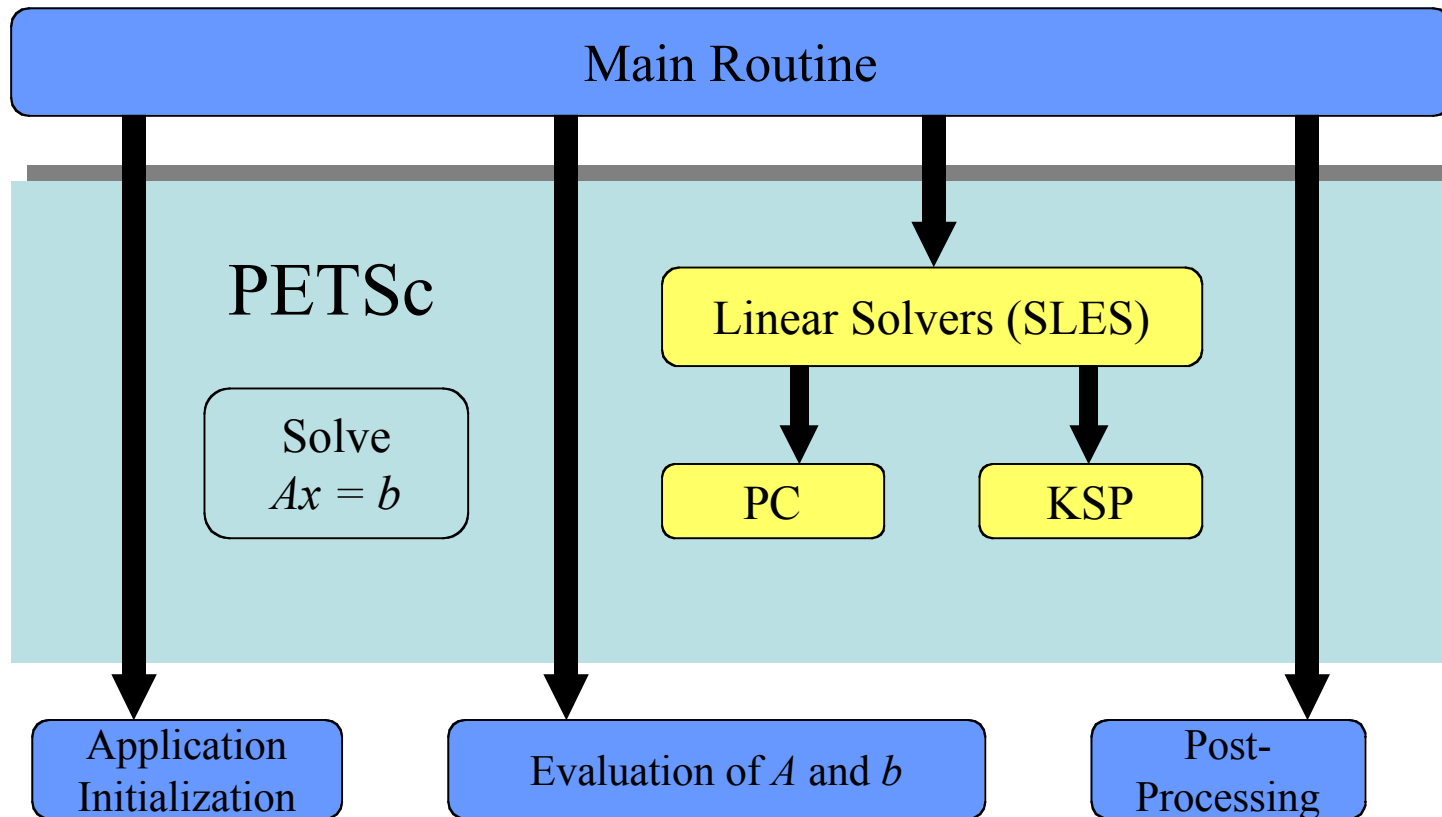 Main Routine
PETSc
Linear Solvers (SLES)
Solve
Ax = b
PC
KSP
Application
Initialization
Evaluation of A and b
Post-
Processing